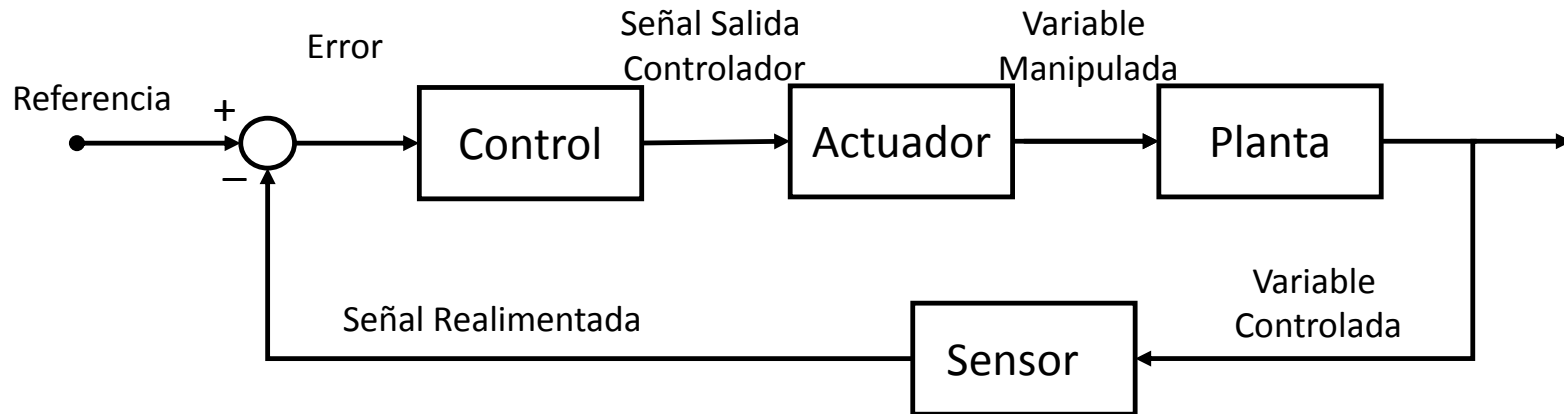 Señal Salida
Controlador
Variable
Manipulada
Error
Referencia
+
−
Control
Actuador
Planta
Variable
Controlada
Señal Realimentada
Sensor